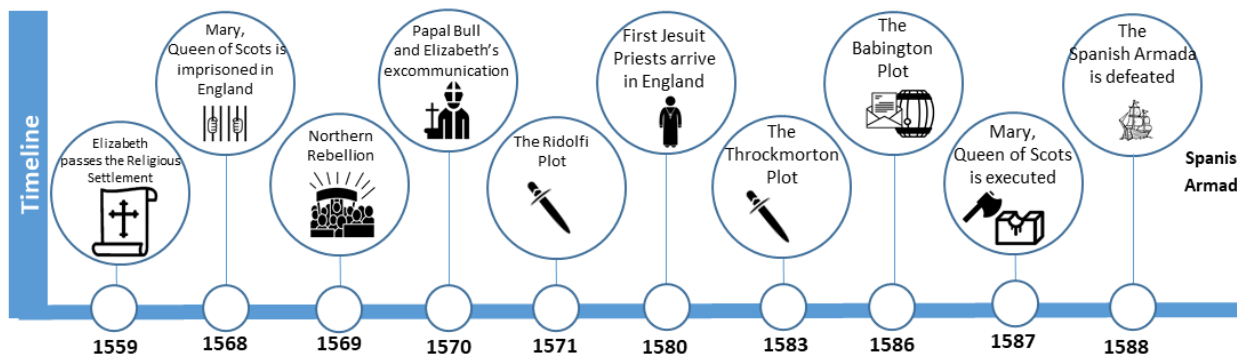 Timeline
Elizabeth
passes the Religious
Settlement
Mary,
Queen of Scots is
imprisoned in
England
Northern
Rebellion
Papal Bull
and Elizabeth's
excommunication
The Ridolfi
Plot
First Jesuit
Priests arrive
in England
The
Throckmorton
Plot
The
Babington
Plot
Mary,
Queen of Scots
is executed
The
Spanish Armada
is defeated
Spanis
Armad
1559
1568
1569
1570
1571
1580
1583
1586
1587
1588